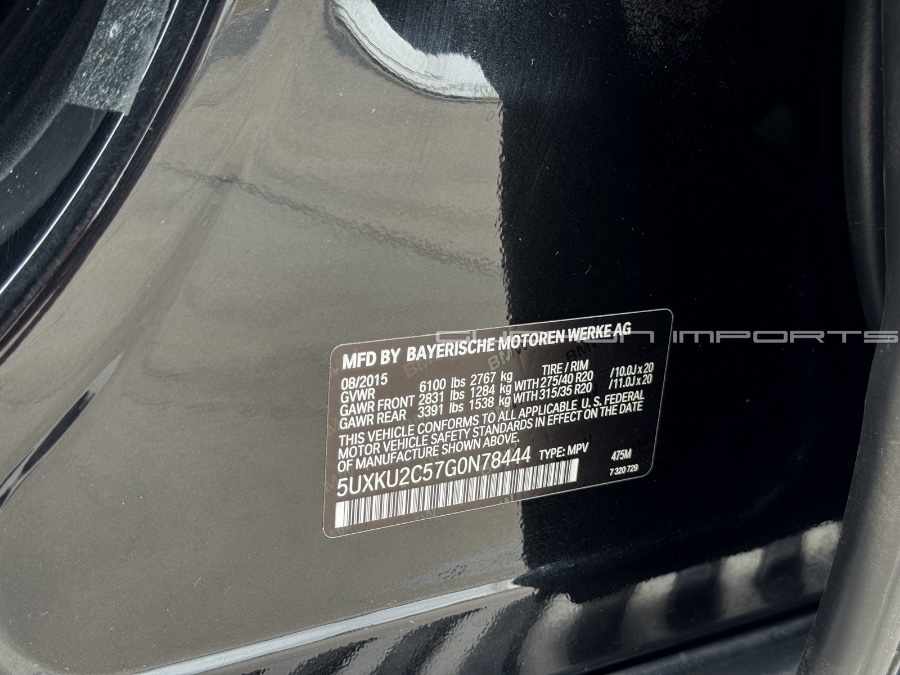 MFD BY BAYERISCHE MOTOREN WERKE AG
08/2015 TIRE / RIM
GVWR 6100 lbs 2767 kg
GAWR FRONT 2831 lbs 1284 kg WITH 275/40 R20 /10.0J x 20
GAWR REAR 3391 lbs 1538 kg WITH 315/35 R20 /11.0J x 20
THIS VEHICLE CONFORMS TO ALL APPLICABLE U. S. FEDERAL
MOTOR VEHICLE SAFETY STANDARDS IN EFFECT ON THE DATE
OF MANUFACTURE SHOWN ABOVE.
5UXKU2C57G0N78444 TYPE: MPV 475M
7 320 729
IMPORTS